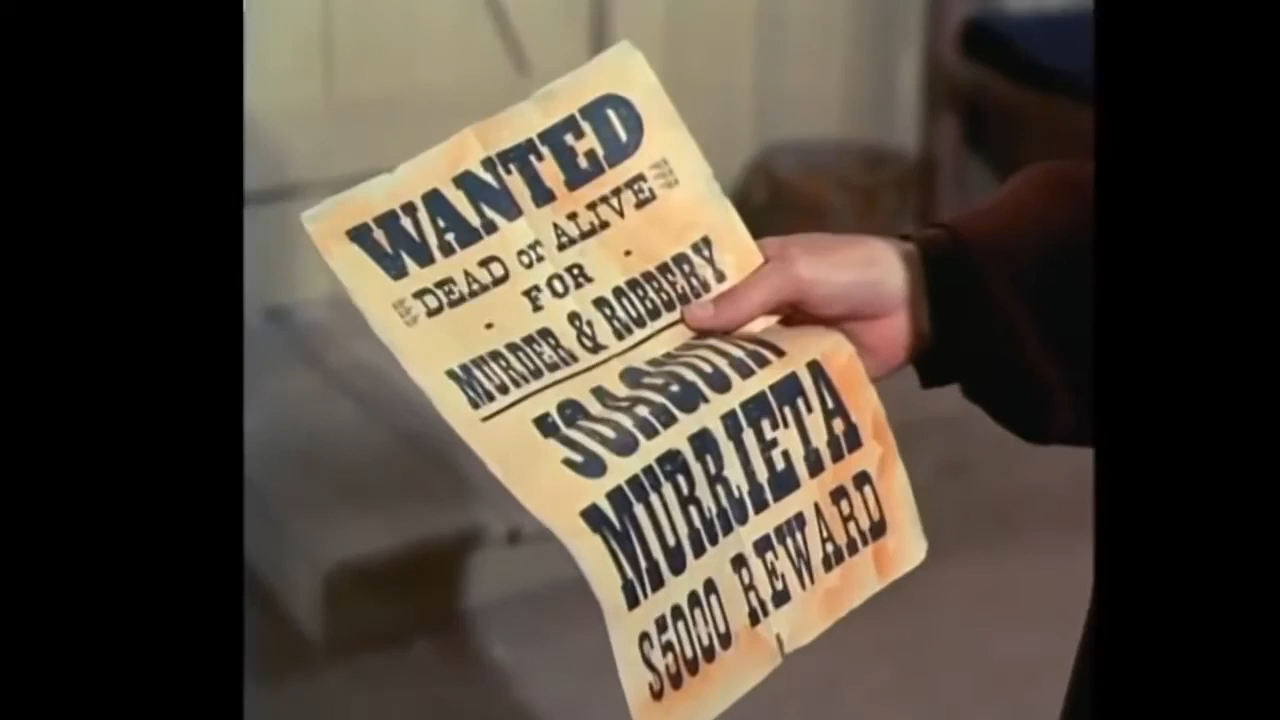 WANTED
DEAD or ALIVE
FOR
MURDER & ROBBERY
JOAQUIN
MURRIETA
$5000 REWARD